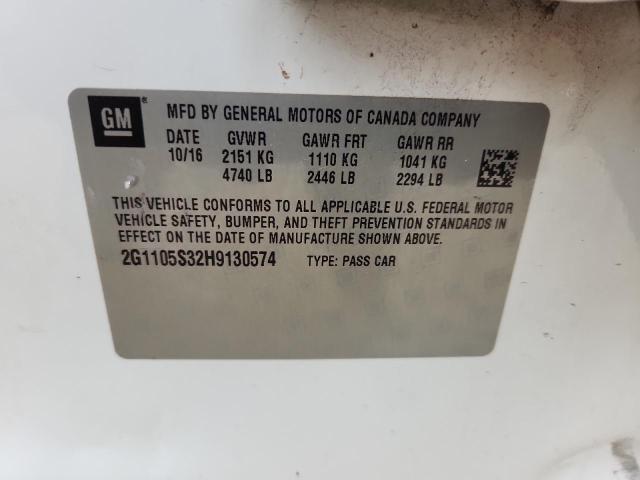 GM ®
MFD BY GENERAL MOTORS OF CANADA COMPANY
DATE GVWR GAWR FRT GAWR RR
10/16 2151 KG 1110 KG 1041 KG
4740 LB 2446 LB 2294 LB
THIS VEHICLE CONFORMS TO ALL APPLICABLE U.S. FEDERAL MOTOR
VEHICLE SAFETY, BUMPER, AND THEFT PREVENTION STANDARDS IN
EFFECT ON THE DATE OF MANUFACTURE SHOWN ABOVE.
2G1105S32H9130574 TYPE: PASS CAR